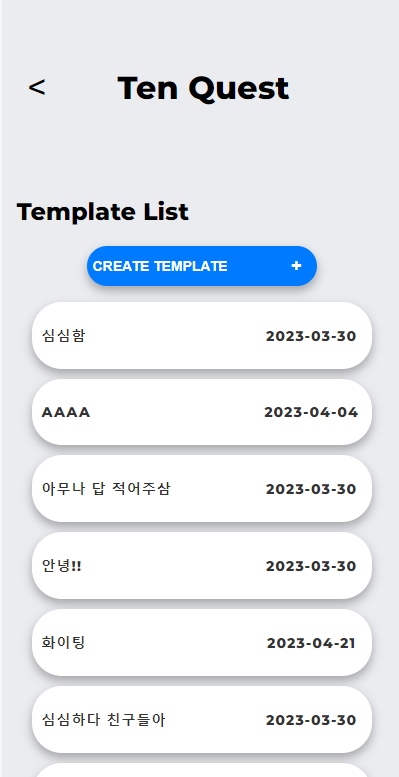 < Ten Quest
Template List
CREATE TEMPLATE +
심심함 2023-03-30
AAAA 2023-04-04
아무나 답 적어주삼 2023-03-30
안녕!! 2023-03-30
화이팅 2023-04-21
심심하다 친구들아 2023-03-30